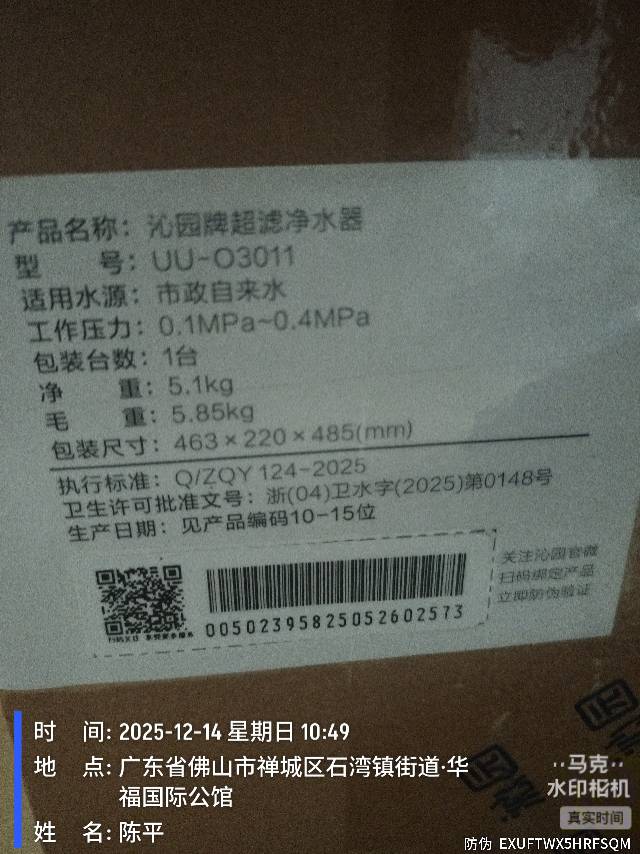 产品名称：沁园牌超滤净水器
型 号：UU-O3011
适用水源：市政自来水
工作压力：0.1MPa~0.4MPa
包装台数：1台
净 重：5.1kg
毛 重：5.85kg
包装尺寸：463×220×485(mm)
执行标准：Q/ZQY 124-2025
卫生许可批准文号：浙(04)卫水字(2025)第0148号
生产日期：见产品编码10-15位
关注沁园官微
扫码绑定产品
立即防伪验证
00502395825052602573
时 间：2025-12-14 星期日 10:49
地 点：广东省佛山市禅城区石湾镇街道·华
福国际公馆
姓 名：陈平
马克
水印相机
真实时间
防伪 EXUFTWX5HRFSQM